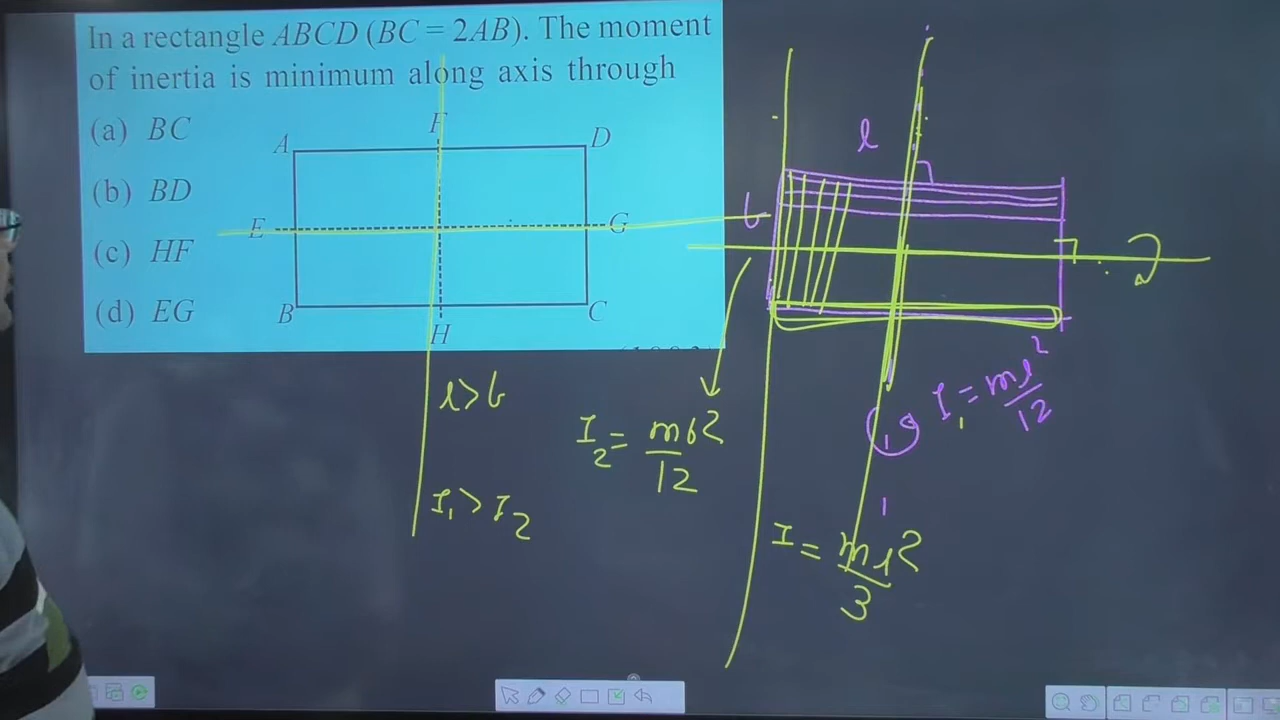 In a rectangle ABCD (BC = 2AB). The moment
of inertia is minimum along axis through
(a) BC
(b) BD
(c) HF
(d) EG
A
F
D
E
G
B
H
C
l
b
l > b
I₁ > I₂
I₂ = mb²/12
I₁ = ml²/12
I = ml²/3